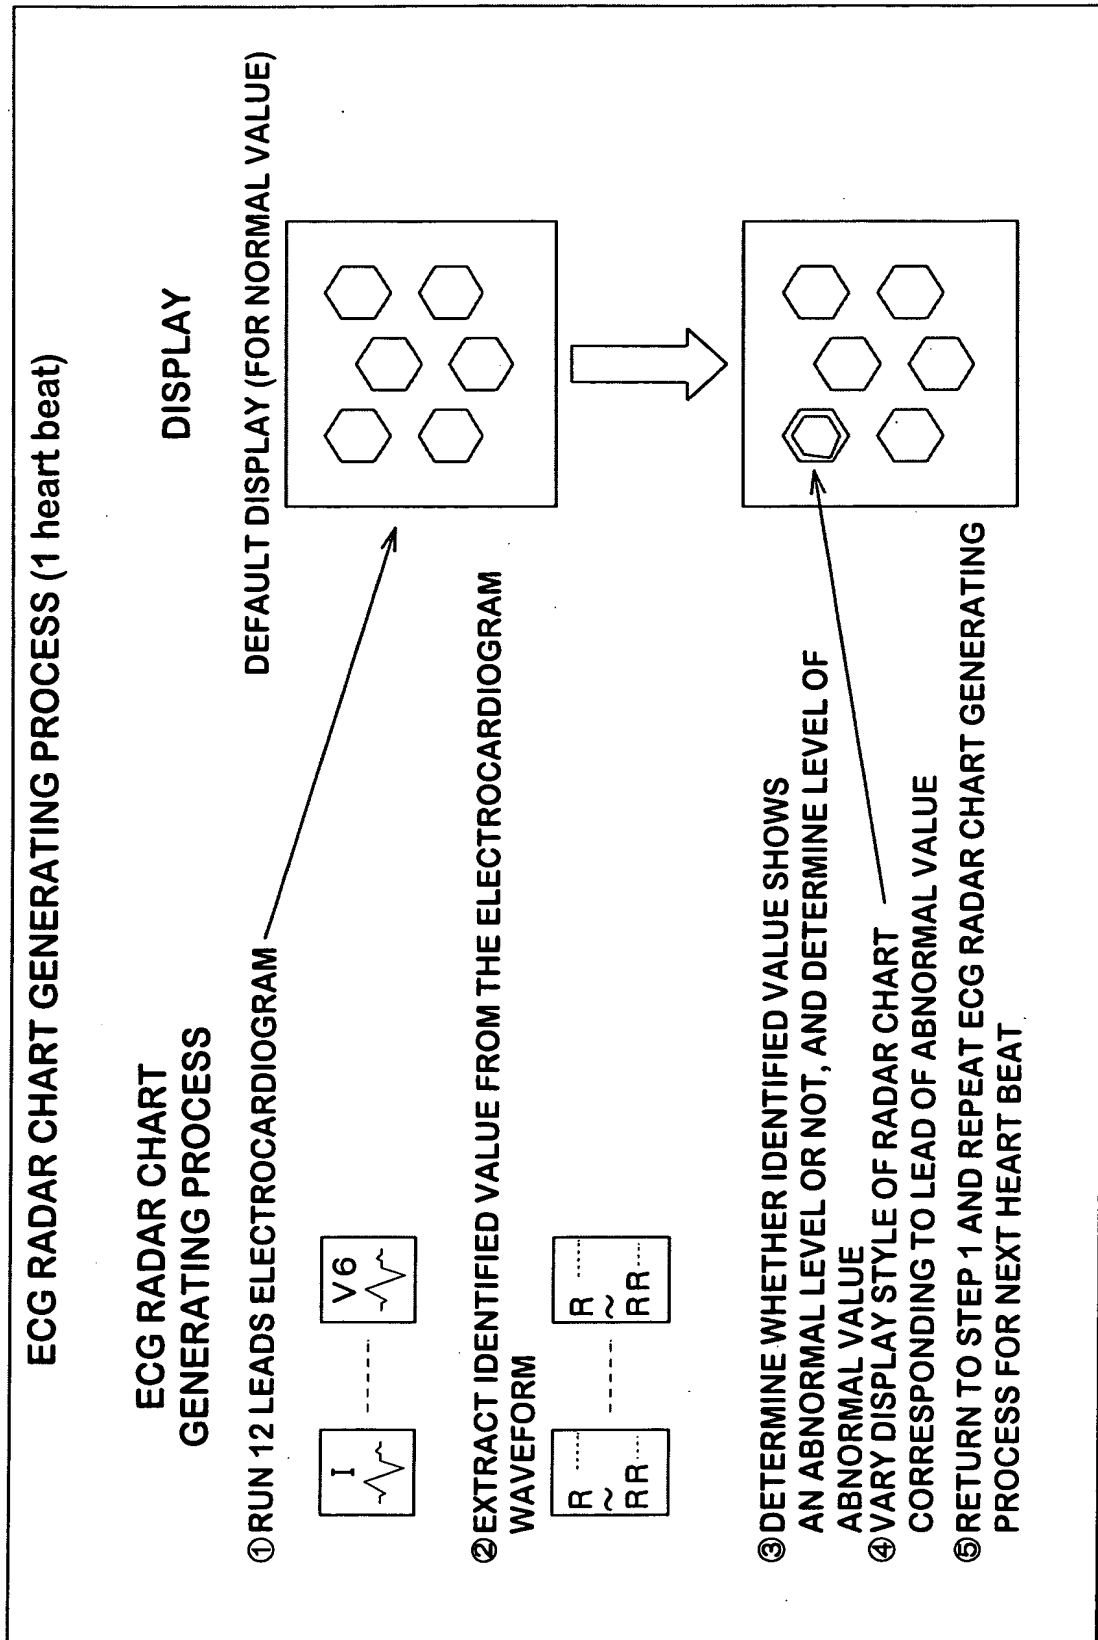 ECG RADAR CHART GENERATING PROCESS (1 heart beat)
ECG RADAR CHART
GENERATING PROCESS
DISPLAY
①RUN 12 LEADS ELECTROCARDIOGRAM
DEFAULT DISPLAY (FOR NORMAL VALUE)
I
V6
②EXTRACT IDENTIFIED VALUE FROM THE ELECTROCARDIOGRAM
WAVEFORM
R ......
~
RR ......
R ......
~
RR ......
③DETERMINE WHETHER IDENTIFIED VALUE SHOWS
AN ABNORMAL LEVEL OR NOT, AND DETERMINE LEVEL OF
ABNORMAL VALUE
④VARY DISPLAY STYLE OF RADAR CHART
CORRESPONDING TO LEAD OF ABNORMAL VALUE
⑤RETURN TO STEP 1 AND REPEAT ECG RADAR CHART GENERATING
PROCESS FOR NEXT HEART BEAT